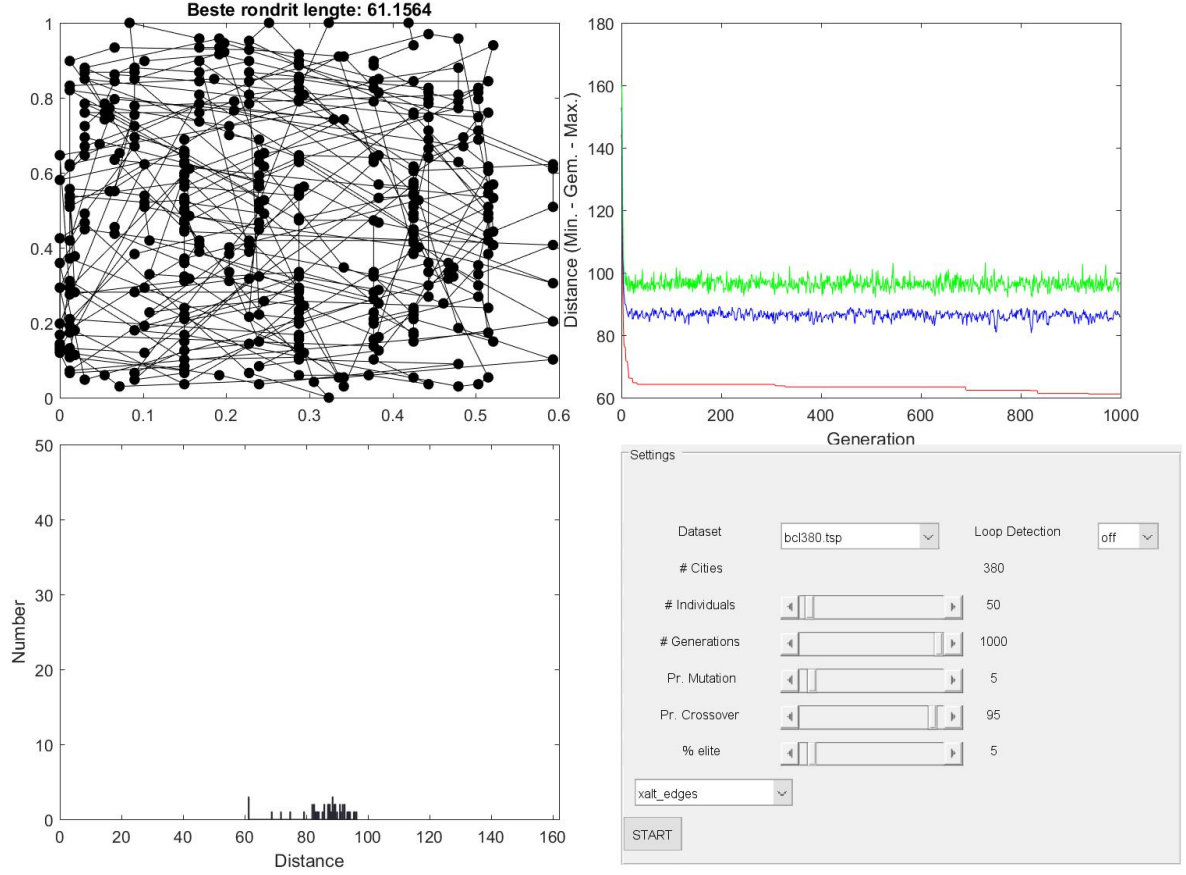 Beste rondrit lengte: 61.1564
1
0.8
0.6
0.4
0.2
0
0 0.1 0.2 0.3 0.4 0.5 0.6
Distance (Min. - Gem. - Max.)
180
160
140
120
100
80
60
0 200 400 600 800 1000
Generation
Number
50
40
30
20
10
0
0 20 40 60 80 100 120 140 160
Distance
Settings
Dataset bcl380.tsp Loop Detection off
# Cities 380
# Individuals 50
# Generations 1000
Pr. Mutation 5
Pr. Crossover 95
% elite 5
xalt_edges
START